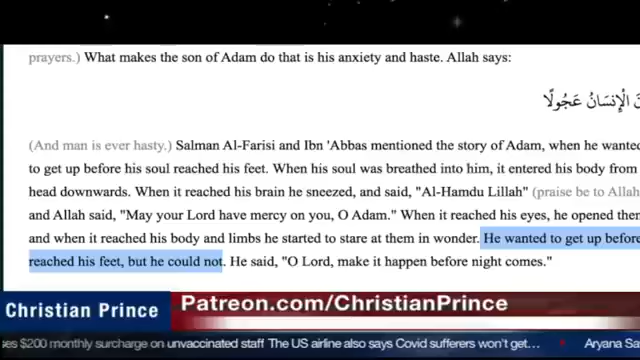 prayers.) What makes the son of Adam do that is his anxiety and haste. Allah says:
الْإِنسَانُ عَجُولًا
(And man is ever hasty.) Salman Al-Farisi and Ibn 'Abbas mentioned the story of Adam, when he wanted
to get up before his soul reached his feet. When his soul was breathed into him, it entered his body from
head downwards. When it reached his brain he sneezed, and said, "Al-Hamdu Lillah" (praise be to Allah
and Allah said, "May your Lord have mercy on you, O Adam." When it reached his eyes, he opened them
and when it reached his body and limbs he started to stare at them in wonder. He wanted to get up before
reached his feet, but he could not. He said, "O Lord, make it happen before night comes."
Christian Prince
Patreon.com/ChristianPrince
$200 monthly surcharge on unvaccinated staff The US airline also says Covid sufferers won't get... Aryana